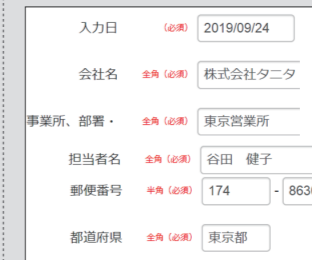 入力日 (必須) 2019/09/24
会社名 全角 (必須) 株式会社タニタ
事業所、部署・ 全角 (必須) 東京営業所
担当者名 全角 (必須) 谷田 健子
郵便番号 半角 (必須) 174 - 863
都道府県 全角 (必須) 東京都